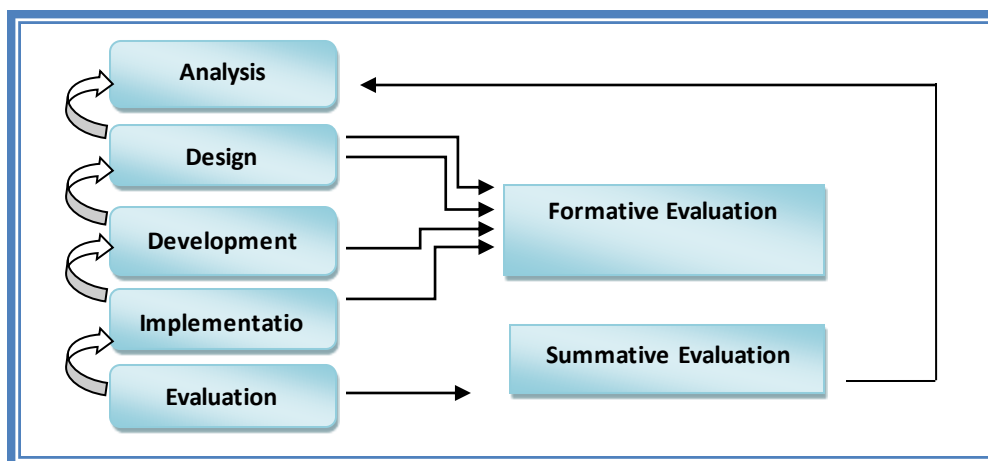 Analysis
Design
Formative Evaluation
Development
Implementatio
Summative Evaluation
Evaluation